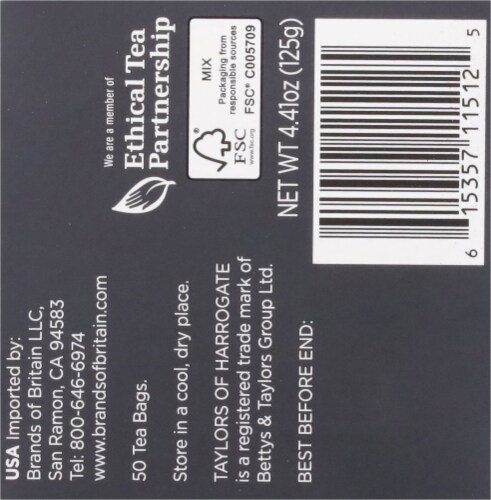 USA Imported by:
Brands of Britain LLC,
San Ramon, CA 94583
Tel: 800-646-6974
www.brandsofbritain.com
50 Tea Bags.
Store in a cool, dry place.
TAYLORS OF HARROGATE
is a registered trade mark of
Bettys & Taylors Group Ltd.
BEST BEFORE END:
We are a member of
Ethical Tea
Partnership
FSC
www.fsc.org
MIX
Packaging from
responsible sources
FSC® C005709
NET WT 4.41oz (125g)
6 15357 11512 5